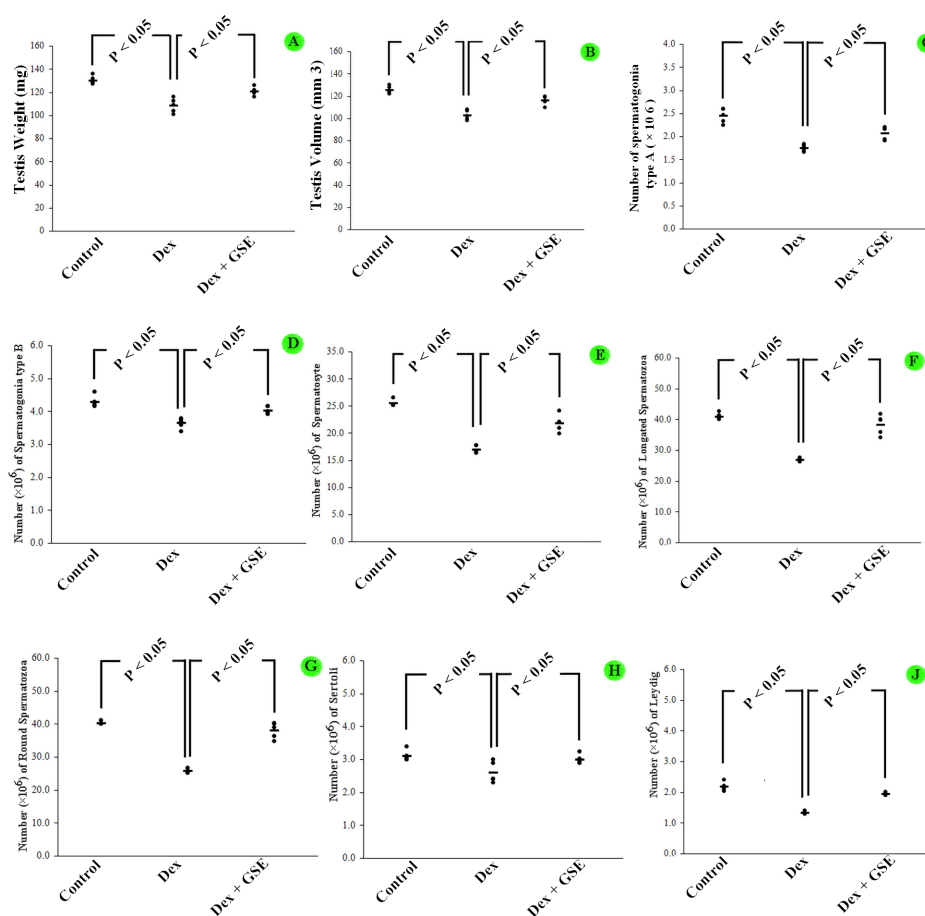 A
P < 0.05
P < 0.05
Testis Weight (mg)
160
140
120
100
80
60
40
20
0
Control
Dex
Dex + GSE
B
P < 0.05
P < 0.05
Testis Volume (mm 3)
160
140
120
100
80
60
40
20
0
Control
Dex
Dex + GSE
P < 0.05
P < 0.05
Number of spermatogonia
type A ( × 10 6 )
4.0
3.5
3.0
2.5
2.0
1.5
1.0
0.5
0.0
Control
Dex
Dex + GSE
D
P < 0.05
P < 0.05
Number (×10⁶) of Spermatogonia type B
6.0
5.0
4.0
3.0
2.0
1.0
0.0
Control
Dex
Dex + GSE
E
P < 0.05
P < 0.05
Number (×10⁶) of Spermatosyte
35.0
30.0
25.0
20.0
15.0
10.0
5.0
0.0
Control
Dex
Dex + GSE
F
P < 0.05
P < 0.05
Number (×10⁶) of Longated Spermatozoa
60.0
50.0
40.0
30.0
20.0
10.0
0.0
Control
Dex
Dex + GSE
G
P < 0.05
P < 0.05
Number (×10⁶) of Round Spermatozoa
60.0
50.0
40.0
30.0
20.0
10.0
0.0
Control
Dex
Dex + GSE
H
P < 0.05
P < 0.05
Number (×10⁶) of Sertoli
6.0
5.0
4.0
3.0
2.0
1.0
0.0
Control
Dex
Dex + GSE
J
P < 0.05
P < 0.05
Number (×10⁶) of Leydig
6.0
5.0
4.0
3.0
2.0
1.0
0.0
Control
Dex
Dex + GSE